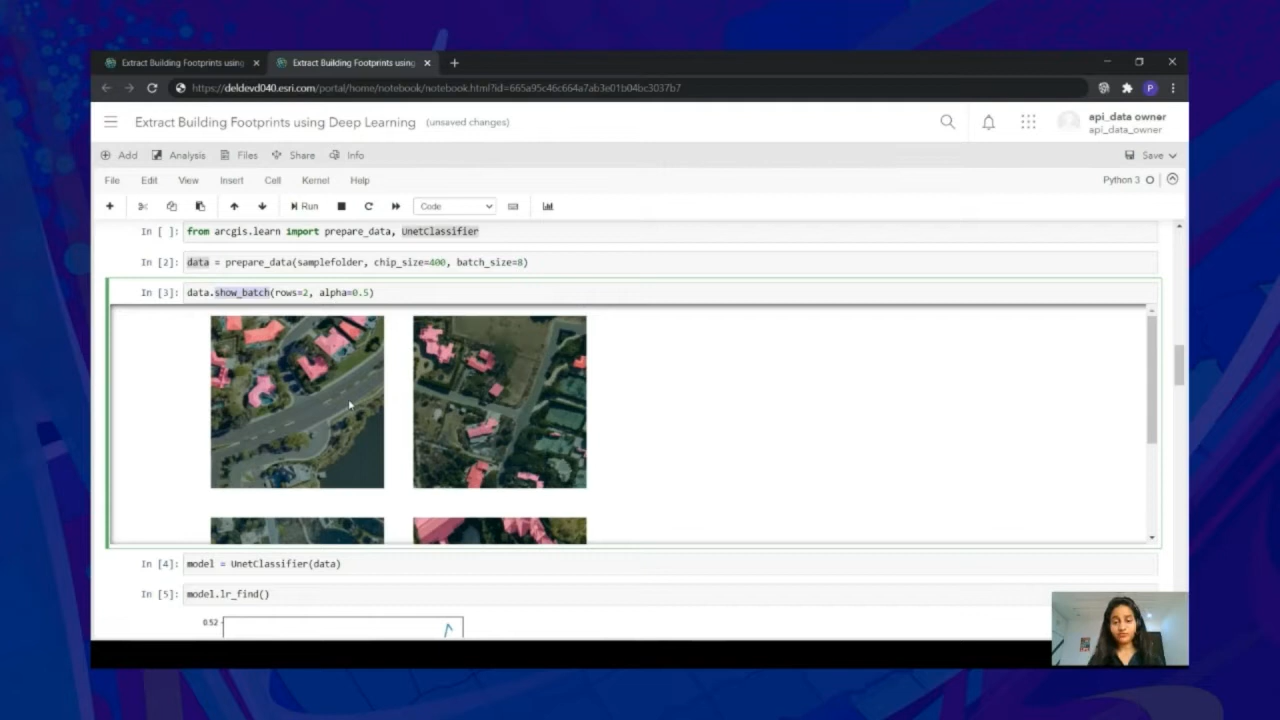 Extract Building Footprints using
Extract Building Footprints using
https://deldevd040.esri.com/portal/home/notebook/notebook.html?id=665a95c46c664a7ab3e01b04bc3037b7
Extract Building Footprints using Deep Learning (unsaved changes)
api_data owner
api_data_owner
Add Analysis Files Share Info
Save
File Edit View Insert Cell Kernel Help
Python 3
Run
Code
In [ ]: from arcgis.learn import prepare_data, UnetClassifier
In [2]: data = prepare_data(samplefolder, chip_size=400, batch_size=8)
In [3]: data.show_batch(rows=2, alpha=0.5)
In [4]: model = UnetClassifier(data)
In [5]: model.lr_find()
0.52